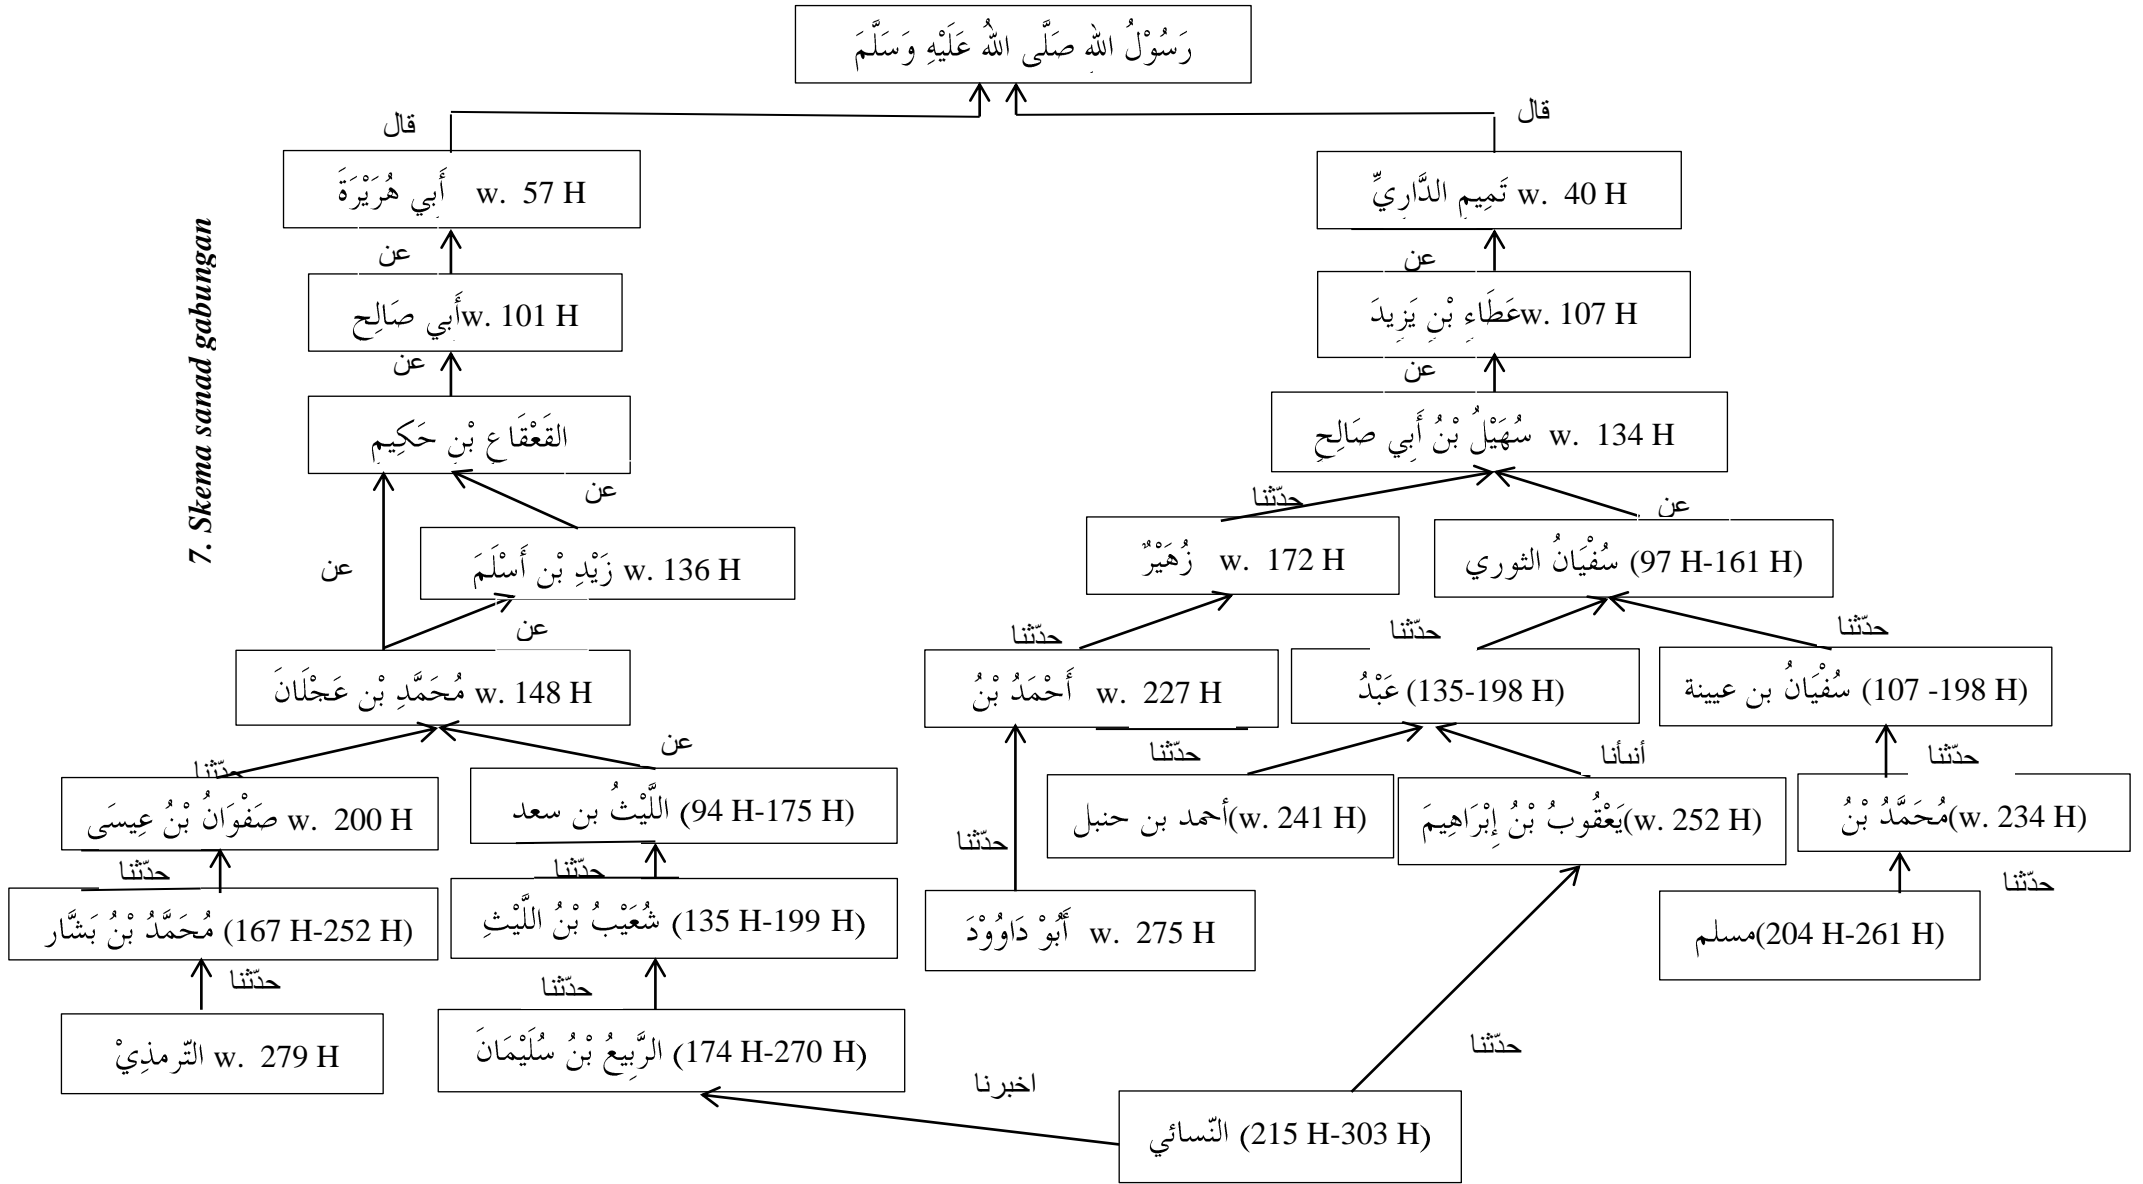 7. Skema sanad gabungan
رَسُوْلُ اللهِ صَلَّى اللهُ عَلَيْهِ وَسَلَّمَ
قال
قال
أَبِي هُرَيْرَةَ w. 57 H
تَمِيمٍ الدَّارِيِّ w. 40 H
عن
عن
أَبِي صَالِح w. 101 H
عَطَاءِ بْنِ يَزِيدَ w. 107 H
عن
عن
القَعْقَاعِ بْنِ حَكِيمٍ
سُهَيْلُ بْنُ أَبِي صَالِحٍ w. 134 H
عن
حدّثنا
عن
عن
زَيْدِ بْن أَسْلَمَ w. 136 H
زُهَيْرٌ w. 172 H
سُفْيَانُ الثوري (97 H-161 H)
عن
حدّثنا
حدّثنا
حدّثنا
مُحَمَّدِ بْن عَجْلَانَ w. 148 H
أَحْمَدُ بْنُ w. 227 H
عَبْدُ (135-198 H)
سُفْيَانُ بن عيينة (107 -198 H)
حدّثنا
عن
حدّثنا
أنبأنا
حدّثنا
صَفْوَانُ بْنُ عِيسَى w. 200 H
اللَّيْثُ بن سعد (94 H-175 H)
أحمد بن حنبل (w. 241 H)
يَعْقُوبُ بْنُ إِبْرَاهِيمَ (w. 252 H)
مُحَمَّدُ بْنُ (w. 234 H)
حدّثنا
حدّثنا
حدّثنا
حدّثنا
مُحَمَّدُ بْنُ بَشَّار (167 H-252 H)
شُعَيْبُ بْنُ اللَّيْثِ (135 H-199 H)
أَبُوْ دَاوُوْدَ w. 275 H
مسلم (204 H-261 H)
حدّثنا
حدّثنا
حدّثنا
التّرمذِيْ w. 279 H
الرَّبِيعُ بْنُ سُلَيْمَانَ (174 H-270 H)
اخبرنا
النّسائي (215 H-303 H)